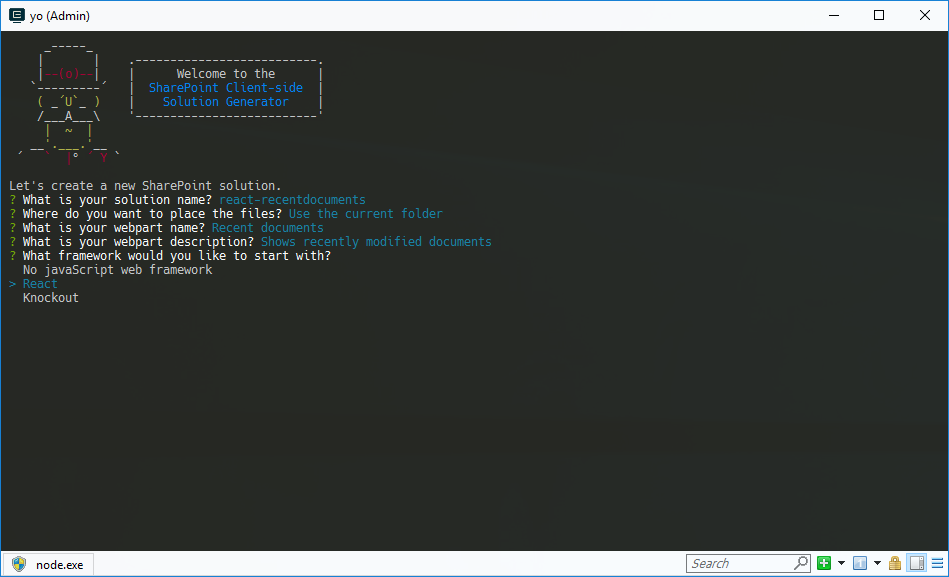 yo (Admin)
Welcome to the
SharePoint Client-side
Solution Generator
Let's create a new SharePoint solution.
? What is your solution name? react-recentdocuments
? Where do you want to place the files? Use the current folder
? What is your webpart name? Recent documents
? What is your webpart description? Shows recently modified documents
? What framework would you like to start with?
No javaScript web framework
> React
Knockout
node.exe
Search